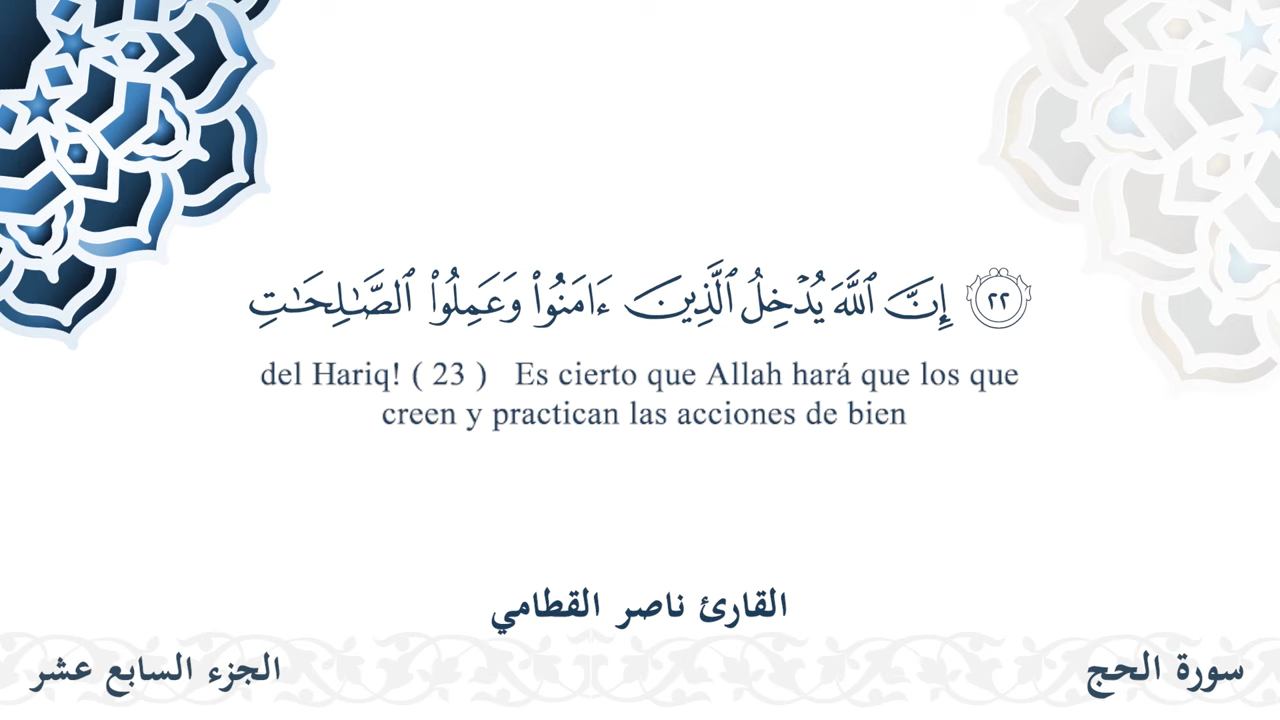 ٢٢ إِنَّ ٱللَّهَ يُدۡخِلُ ٱلَّذِينَ ءَامَنُواْ وَعَمِلُواْ ٱلصَّـٰلِحَـٰتِ
del Hariq! ( 23 ) Es cierto que Allah hará que los que
creen y practican las acciones de bien
القارئ ناصر القطامي
سورة الحج
الجزء السابع عشر